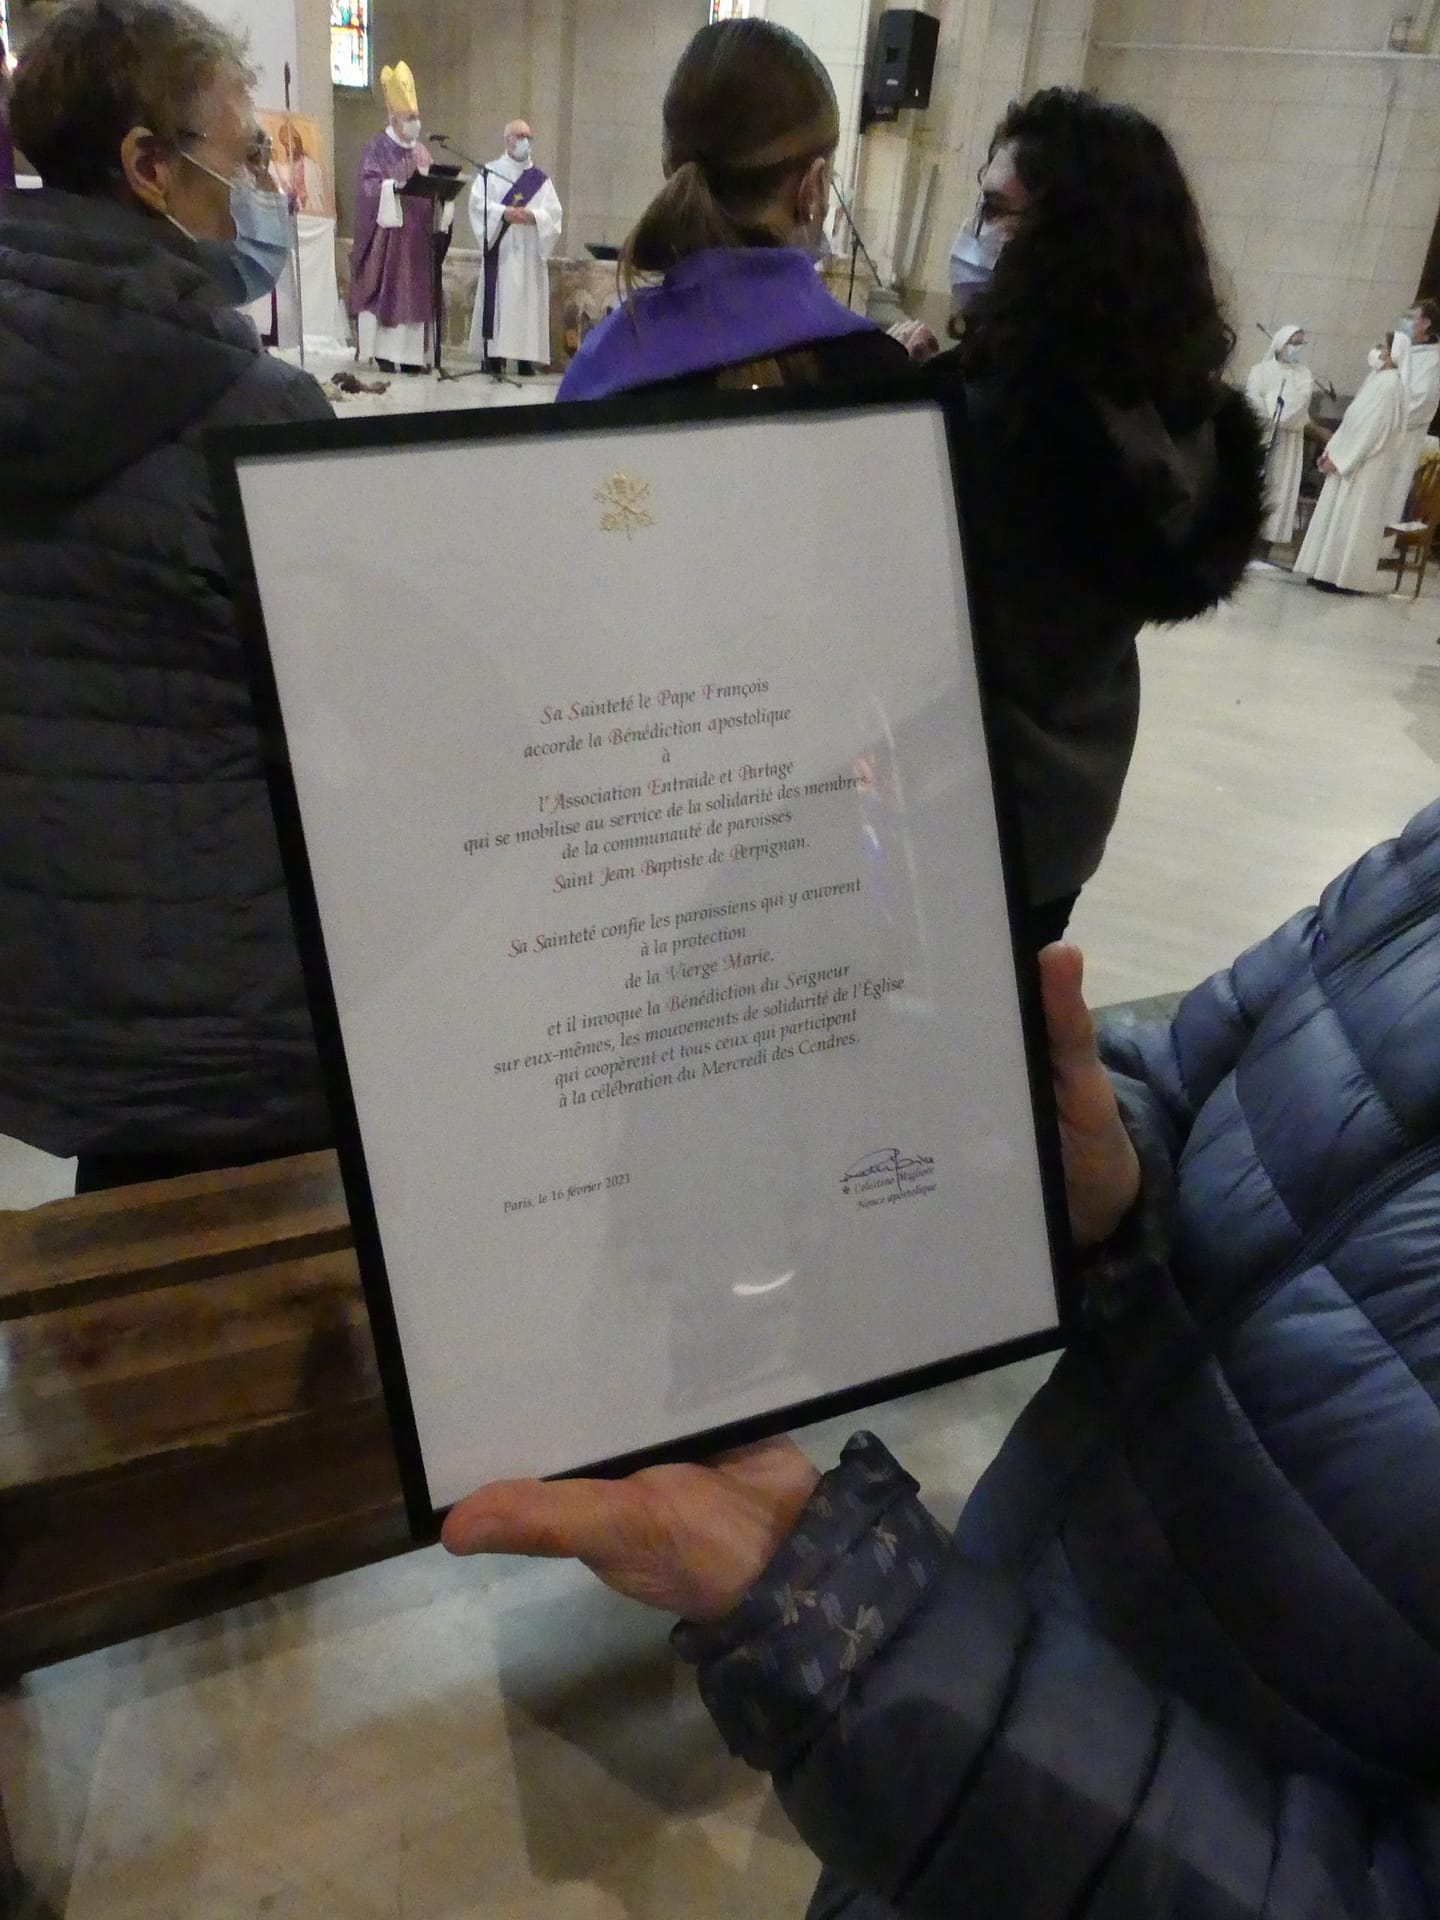 Sa Sainteté le Pape François
accorde la Bénédiction apostolique
à
l'Association Entraide et Partage
qui se mobilise au service de la solidarité des membres
de la communauté de paroisses
Saint Jean Baptiste de Perpignan.
Sa Sainteté confie les paroissiens qui y œuvrent
à la protection
de la Vierge Marie,
et il invoque la Bénédiction du Seigneur
sur eux-mêmes, les mouvements de solidarité de l'Église
qui coopèrent et tous ceux qui participent
à la célébration du Mercredi des Cendres.
Paris, le 16 février 2021
✠ Celestino Migliore
Nonce apostolique